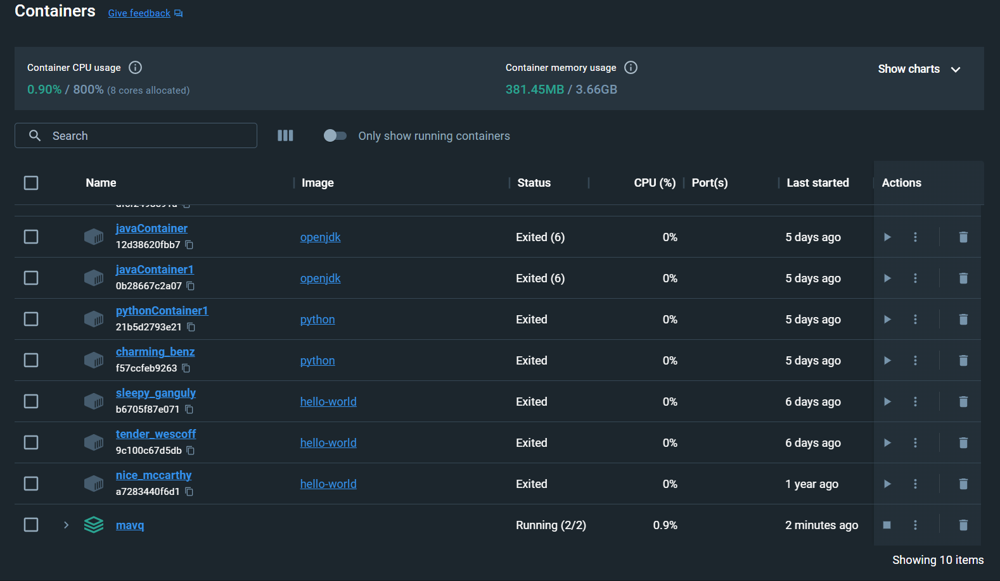 Containers Give feedback
Container CPU usage
0.90% / 800% (8 cores allocated)
Container memory usage
381.45MB / 3.66GB
Show charts
Search
Only show running containers
Name Image Status CPU (%) Port(s) Last started Actions
javaContainer
12d38620fbb7
openjdk Exited (6) 0% 5 days ago
javaContainer1
0b28667c2a07
openjdk Exited (6) 0% 5 days ago
pythonContainer1
21b5d2793e21
python Exited 0% 5 days ago
charming_benz
f57ccfeb9263
python Exited 0% 5 days ago
sleepy_ganguly
b6705f87e071
hello-world Exited 0% 6 days ago
tender_wescoff
9c100c67d5db
hello-world Exited 0% 6 days ago
nice_mccarthy
a7283440f6d1
hello-world Exited 0% 1 year ago
mavq Running (2/2) 0.9% 2 minutes ago
Showing 10 items